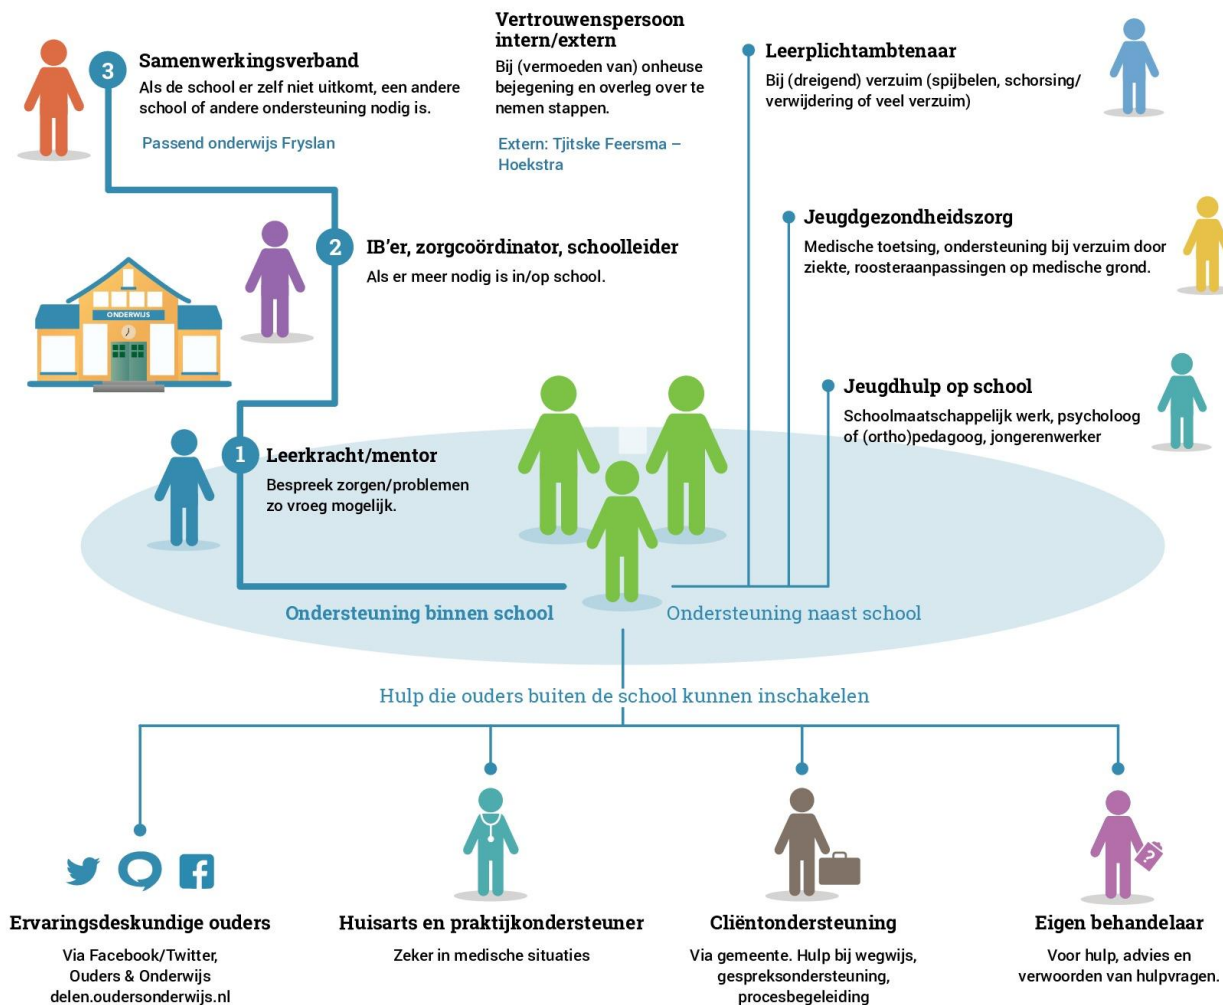 3
Samenwerkingsverband
Als de school er zelf niet uitkomt, een andere
school of andere ondersteuning nodig is.
Passend onderwijs Fryslan
Vertrouwenspersoon
intern/extern
Bij (vermoeden van) onheuse
bejegening en overleg over te
nemen stappen.
Extern: Tjitske Feersma –
Hoekstra
Leerplichtambtenaar
Bij (dreigend) verzuim (spijbelen, schorsing/
verwijdering of veel verzuim)
2
IB'er, zorgcoördinator, schoolleider
Als er meer nodig is in/op school.
Jeugdgezondheidszorg
Medische toetsing, ondersteuning bij verzuim door
ziekte, roosteraanpassingen op medische grond.
ONDERWIJS
Jeugdhulp op school
Schoolmaatschappelijk werk, psycholoog
of (ortho)pedagoog, jongerenwerker
1
Leerkracht/mentor
Bespreek zorgen/problemen
zo vroeg mogelijk.
Ondersteuning binnen school
Ondersteuning naast school
Hulp die ouders buiten de school kunnen inschakelen
Ervaringsdeskundige ouders
Via Facebook/Twitter,
Ouders & Onderwijs
delen.oudersonderwijs.nl
Huisarts en praktijkondersteuner
Zeker in medische situaties
Cliëntondersteuning
Via gemeente. Hulp bij wegwijs,
gespreksondersteuning,
procesbegeleiding
?
Eigen behandelaar
Voor hulp, advies en
verwoorden van hulpvragen.